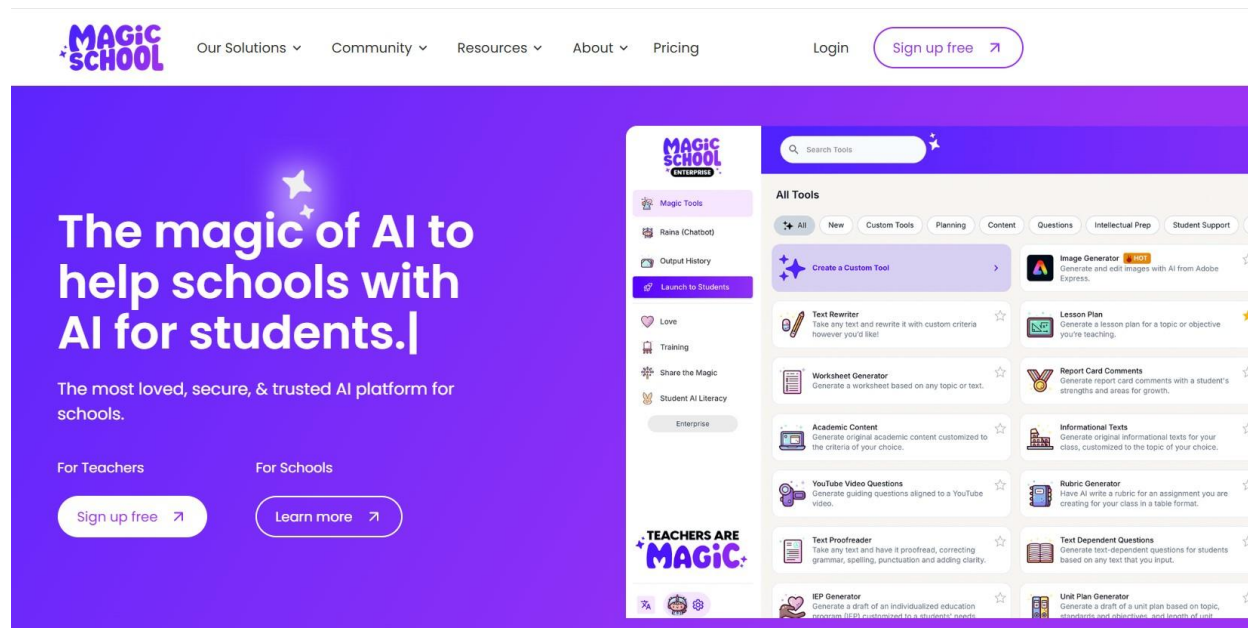 MAGiC
SCHOOL
Our Solutions
Community
Resources
About
Pricing
Login
Sign up free
The magic of AI to
help schools with
AI for students.|
The most loved, secure, & trusted AI platform for
schools.
For Teachers
For Schools
Sign up free
Learn more
MAGiC
SCHOOL
ENTERPRISE
Magic Tools
Raina (Chatbot)
Output History
Launch to Students
Love
Training
Share the Magic
Student AI Literacy
Enterprise
TEACHERS ARE
MAGiC
Search Tools
All Tools
All
New
Custom Tools
Planning
Content
Questions
Intellectual Prep
Student Support
Create a Custom Tool
Image Generator HOT
Generate and edit images with AI from Adobe
Express.
Text Rewriter
Take any text and rewrite it with custom criteria
however you'd like!
Lesson Plan
Generate a lesson plan for a topic or objective
you're teaching.
Worksheet Generator
Generate a worksheet based on any topic or text.
Report Card Comments
Generate report card comments with a student's
strengths and areas for growth.
Academic Content
Generate original academic content customized to
the criteria of your choice.
Informational Texts
Generate original informational texts for your
class, customized to the topic of your choice.
YouTube Video Questions
Generate guiding questions aligned to a YouTube
video.
Rubric Generator
Have AI write a rubric for an assignment you are
creating for your class in a table format.
Text Proofreader
Take any text and have it proofread, correcting
grammar, spelling, punctuation and adding clarity.
Text Dependent Questions
Generate text-dependent questions for students
based on any text that you input.
IEP Generator
Generate a draft of an individualized education
program (IEP) customized to a students' needs
Unit Plan Generator
Generate a draft of a unit plan based on topic,
standards and objectives, and length of unit